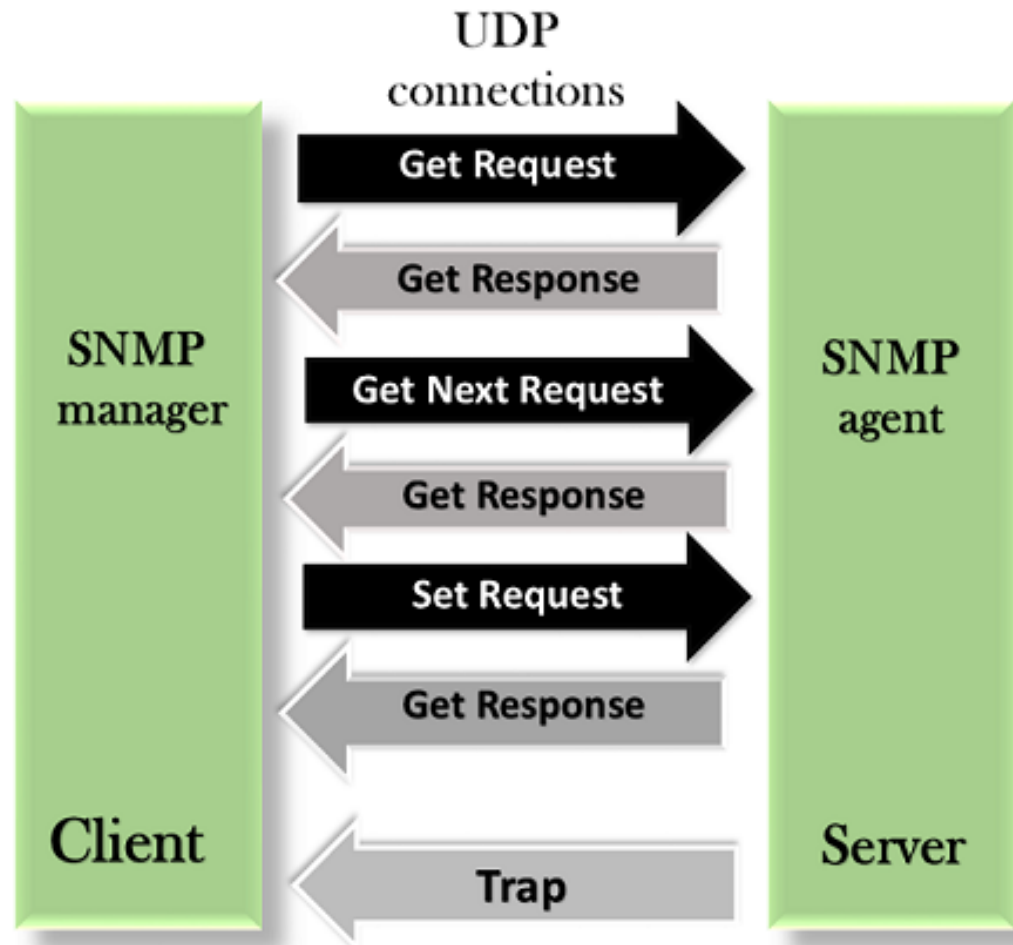 UDP
connections
Get Request
Get Response
SNMP
manager
Get Next Request
SNMP
agent
Get Response
Set Request
Get Response
Client
Trap
Server